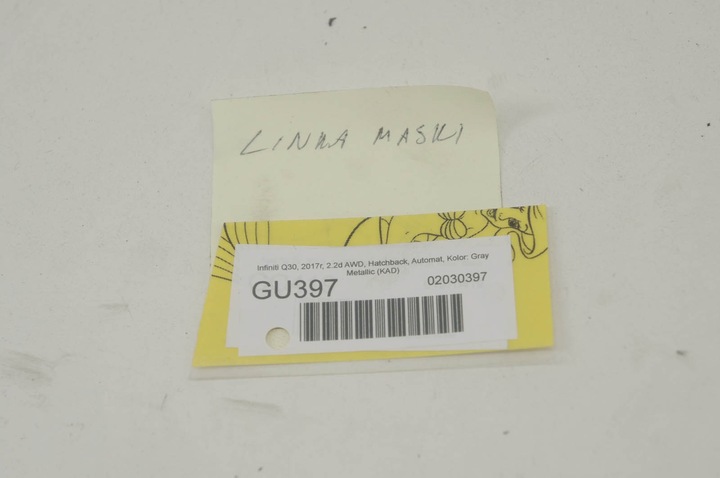 LINKA MASKI
Infiniti Q30, 2017r, 2.2d AWD, Hatchback, Automat, Kolor: Gray
Metallic (KAD)
GU397
02030397